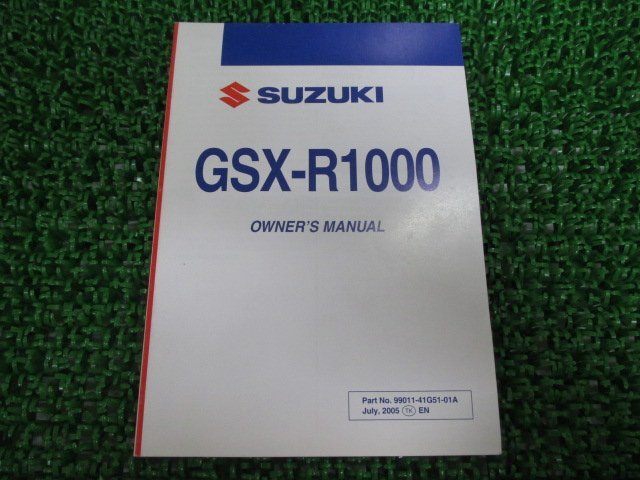 SUZUKI
GSX-R1000
OWNER'S MANUAL
Part No. 99011-41G51-01A
July, 2005 TK EN